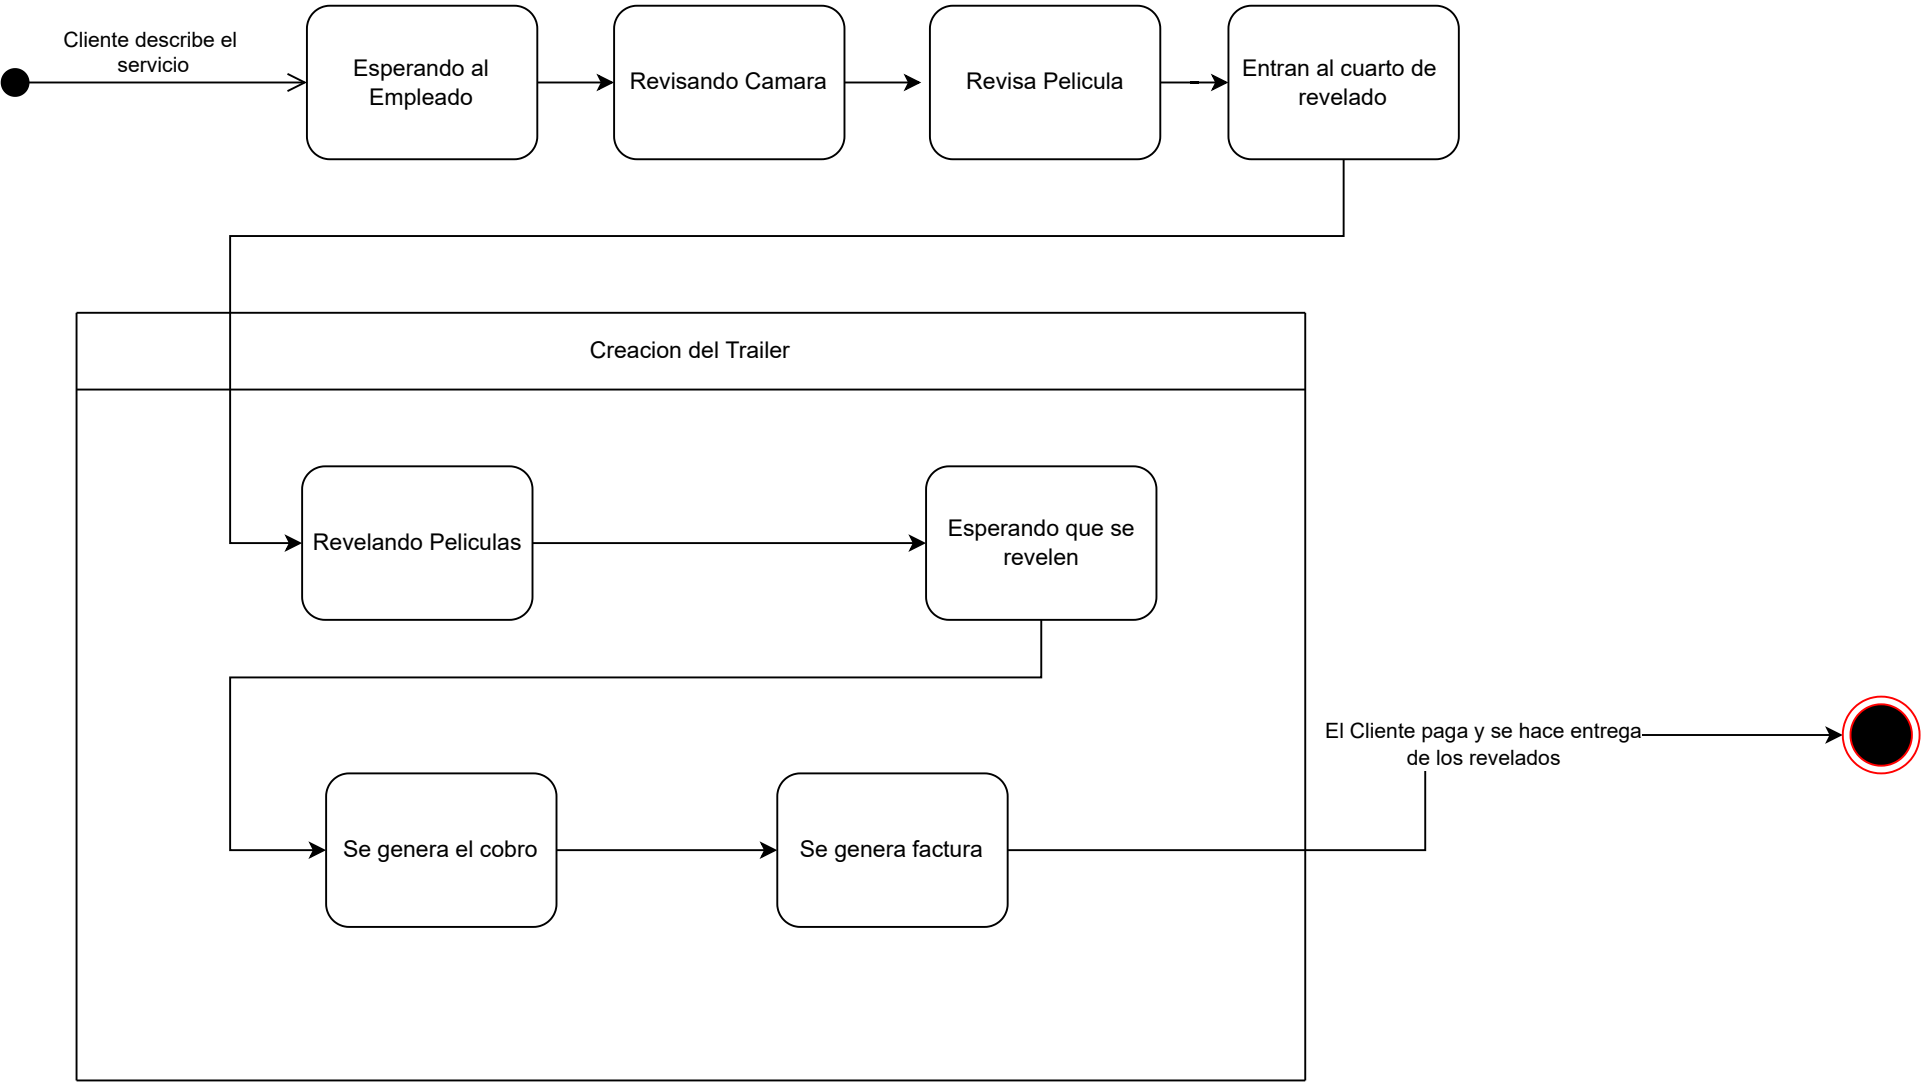 Cliente describe el
servicio
Esperando al
Empleado
Revisando Camara
Revisa Pelicula
Entran al cuarto de
revelado
Creacion del Trailer
Revelando Peliculas
Esperando que se
revelen
El Cliente paga y se hace entrega
de los revelados
Se genera el cobro
Se genera factura